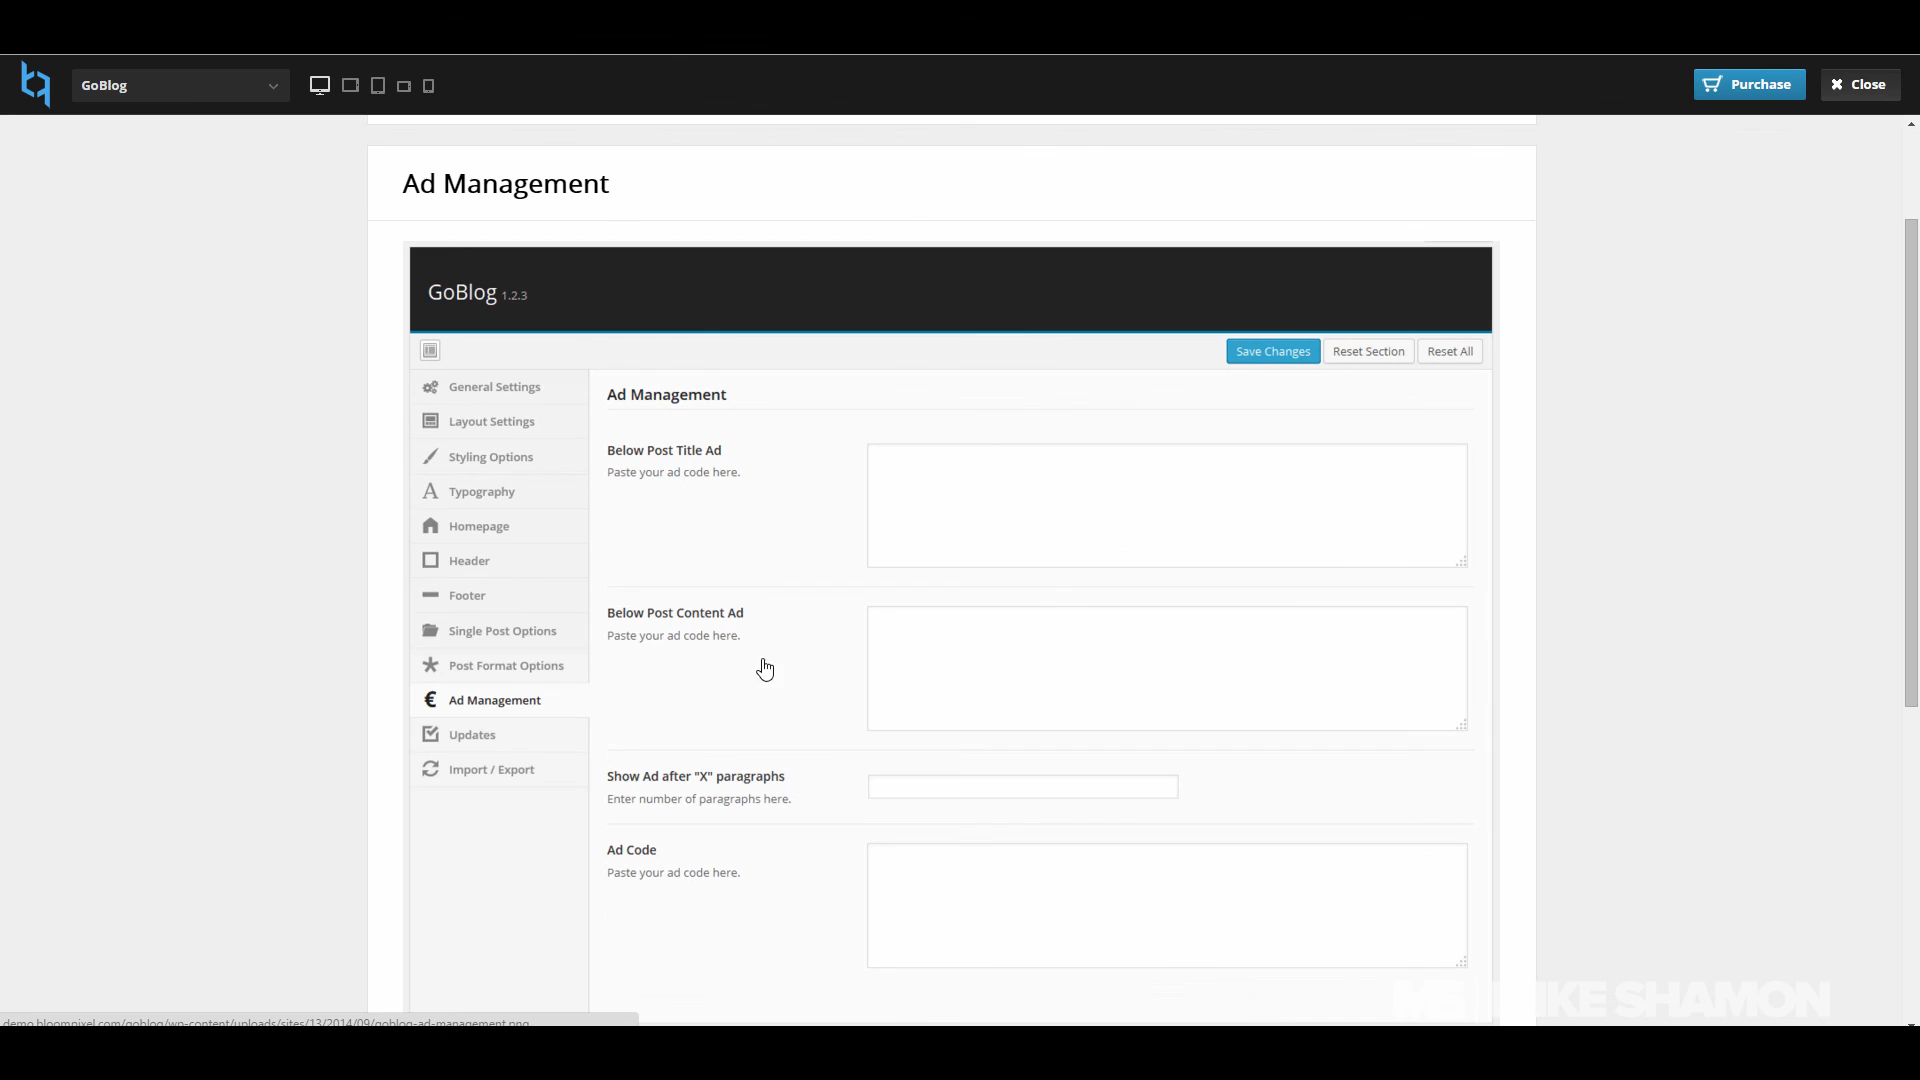 GoBlog
Purchase
Close
Ad Management
GoBlog 1.2.3
Save Changes
Reset Section
Reset All
General Settings
Layout Settings
Styling Options
Typography
Homepage
Header
Footer
Single Post Options
Post Format Options
Ad Management
Updates
Import / Export
Ad Management
Below Post Title Ad
Paste your ad code here.
Below Post Content Ad
Paste your ad code here.
Show Ad after "X" paragraphs
Enter number of paragraphs here.
Ad Code
Paste your ad code here.
MIKE SHAMON
demo.bloompixel.com/goblog/wp-content/uploads/sites/13/2014/09/goblog-ad-management.png